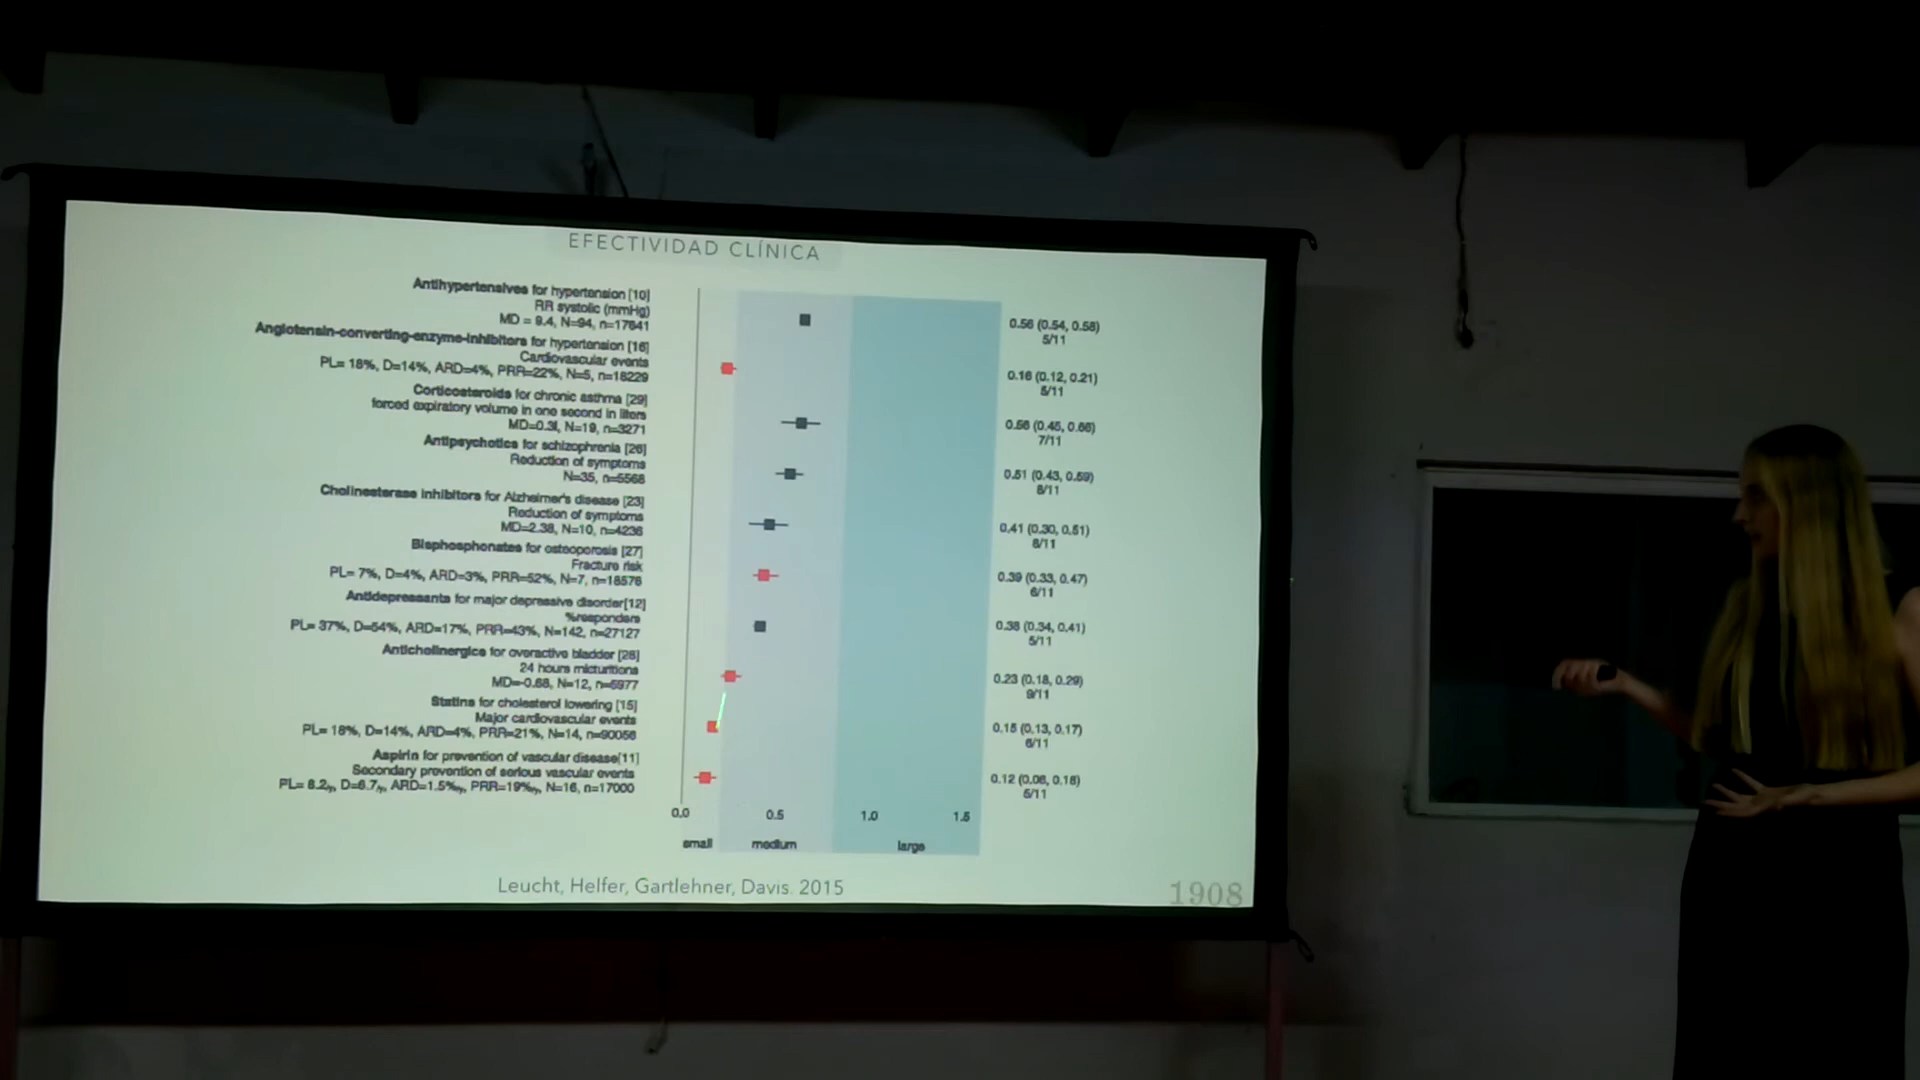 EFECTIVIDAD CLÍNICA
Antihypertensives for hypertension [10]
RR systolic (mmHg)
MD = 9.4, N=94, n=17641
0.56 (0.54, 0.58)
5/11
Angiotensin-converting-enzyme-inhibitors for hypertension [16]
Cardiovascular events
PL= 18%, D=14%, ARD=4%, PRR=22%, N=5, n=18229
0.16 (0.12, 0.21)
5/11
Corticosteroids for chronic asthma [29]
forced expiratory volume in one second in liters
MD=0.3l, N=19, n=3271
0.56 (0.45, 0.66)
7/11
Antipsychotics for schizophrenia [26]
Reduction of symptoms
N=35, n=5568
0.51 (0.43, 0.59)
8/11
Cholinesterase inhibitors for Alzheimer's disease [23]
Reduction of symptoms
MD=2.38, N=10, n=4236
0.41 (0.30, 0.51)
8/11
Bisphosphonates for osteoporosis [27]
Fracture risk
PL= 7%, D=4%, ARD=3%, PRR=52%, N=7, n=18576
0.39 (0.33, 0.47)
6/11
Antidepressants for major depressive disorder[12]
%responders
PL= 37%, D=54%, ARD=17%, PRR=43%, N=142, n=27127
0.38 (0.34, 0.41)
5/11
Anticholinergics for overactive bladder [28]
24 hours micturitions
MD=-0.68, N=12, n=5977
0.23 (0.18, 0.29)
9/11
Statins for cholesterol lowering [15]
Major cardiovascular events
PL= 18%, D=14%, ARD=4%, PRR=21%, N=14, n=90056
0.15 (0.13, 0.17)
6/11
Aspirin for prevention of vascular disease[11]
Secondary prevention of serious vascular events
N=16, n=17000
0.12 (0.08, 0.16)
5/11
0.0 0.5 1.0 1.5
small medium large
Leucht, Helfer, Gartlehner, Davis. 2015
1908